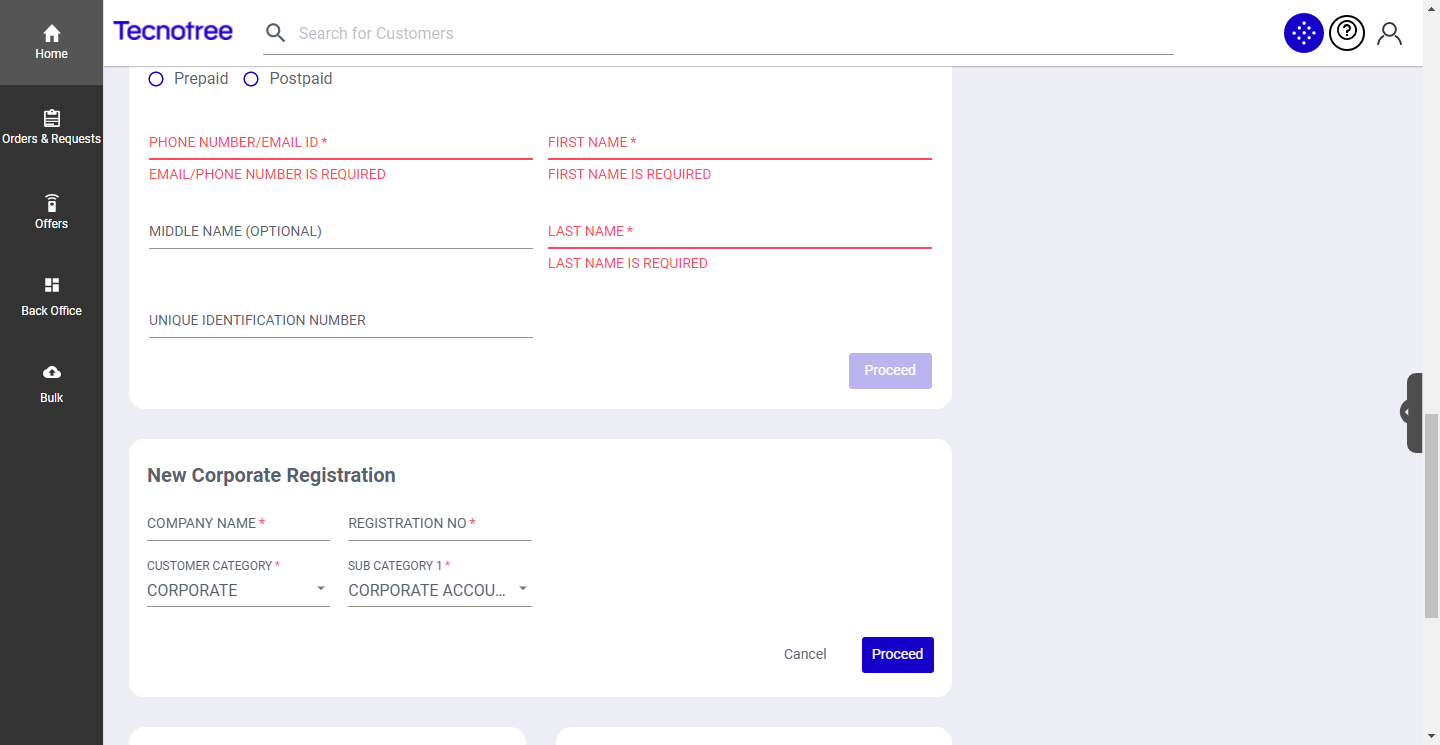 Home
Orders & Requests
Offers
Back Office
Bulk
Tecnotree
Search for Customers
Prepaid Postpaid
PHONE NUMBER/EMAIL ID * FIRST NAME *
EMAIL/PHONE NUMBER IS REQUIRED FIRST NAME IS REQUIRED
MIDDLE NAME (OPTIONAL) LAST NAME *
LAST NAME IS REQUIRED
UNIQUE IDENTIFICATION NUMBER
Proceed
New Corporate Registration
COMPANY NAME * REGISTRATION NO *
CUSTOMER CATEGORY * SUB CATEGORY 1 *
CORPORATE CORPORATE ACCOU...
Cancel Proceed